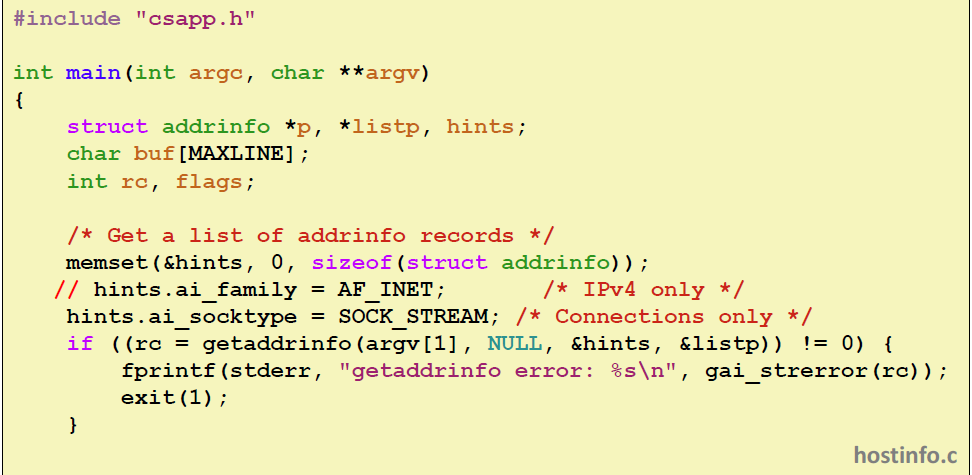 #include "csapp.h"

int main(int argc, char **argv)
{
    struct addrinfo *p, *listp, hints;
    char buf[MAXLINE];
    int rc, flags;

    /* Get a list of addrinfo records */
    memset(&hints, 0, sizeof(struct addrinfo));
   // hints.ai_family = AF_INET;       /* IPv4 only */
    hints.ai_socktype = SOCK_STREAM; /* Connections only */
    if ((rc = getaddrinfo(argv[1], NULL, &hints, &listp)) != 0) {
        fprintf(stderr, "getaddrinfo error: %s\n", gai_strerror(rc));
        exit(1);
    }
hostinfo.c